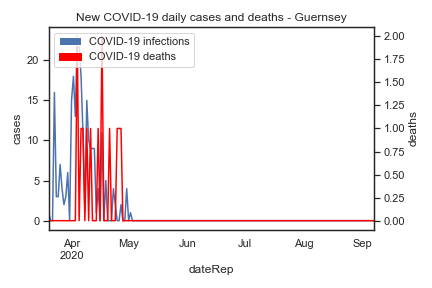 New COVID-19 daily cases and deaths - Guernsey
COVID-19 infections
COVID-19 deaths
20
15
10
5
0
cases
2.00
1.75
1.50
1.25
1.00
0.75
0.50
0.25
0.00
deaths
Apr May Jun Jul Aug Sep
2020
dateRep